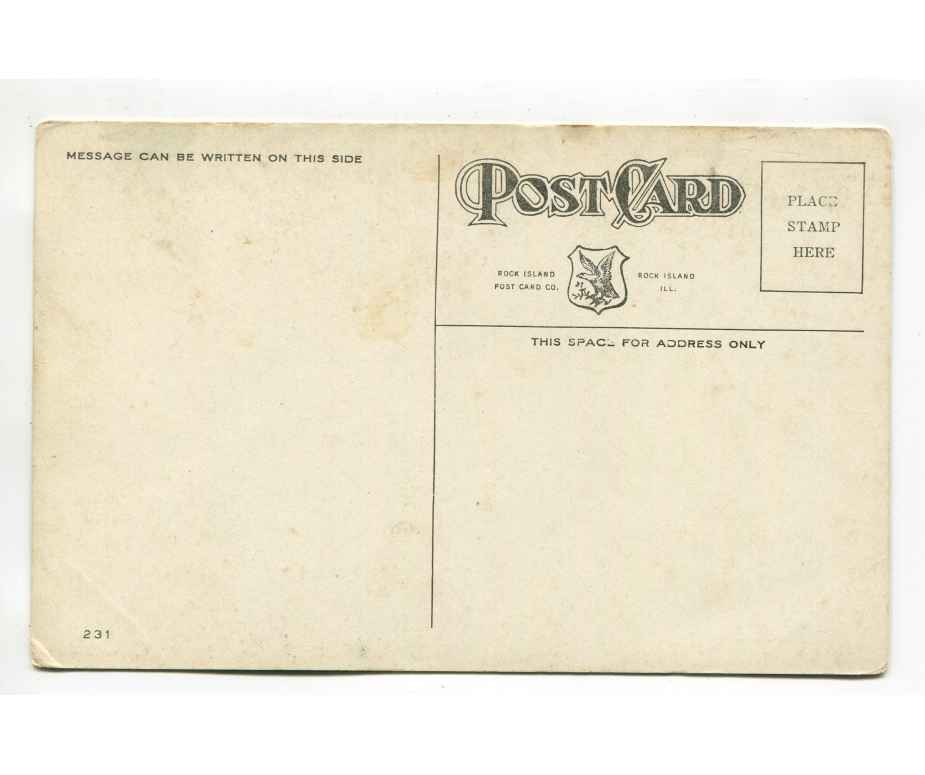 MESSAGE CAN BE WRITTEN ON THIS SIDE
POST CARD
PLACE
STAMP
HERE
ROCK ISLAND
POST CARD CO.
ROCK ISLAND
ILL.
THIS SPACE FOR ADDRESS ONLY
231